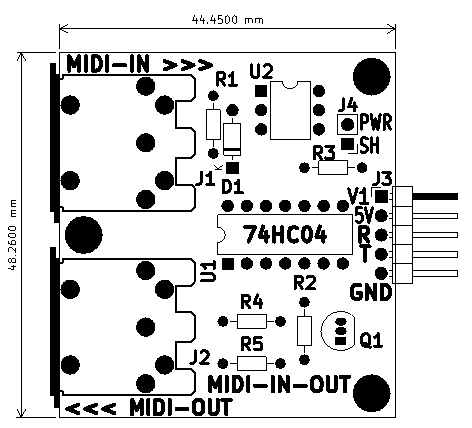 44.4500 mm
MIDI-IN >>>
U2
R1
J4
PWR
SH
R3
J1
D1
K
J3
V1
5V
R
T
GND
74HC04
48.2600 mm
U1
R2
R4
Q1
R5
J2
MIDI-IN-OUT
<<< MIDI-OUT